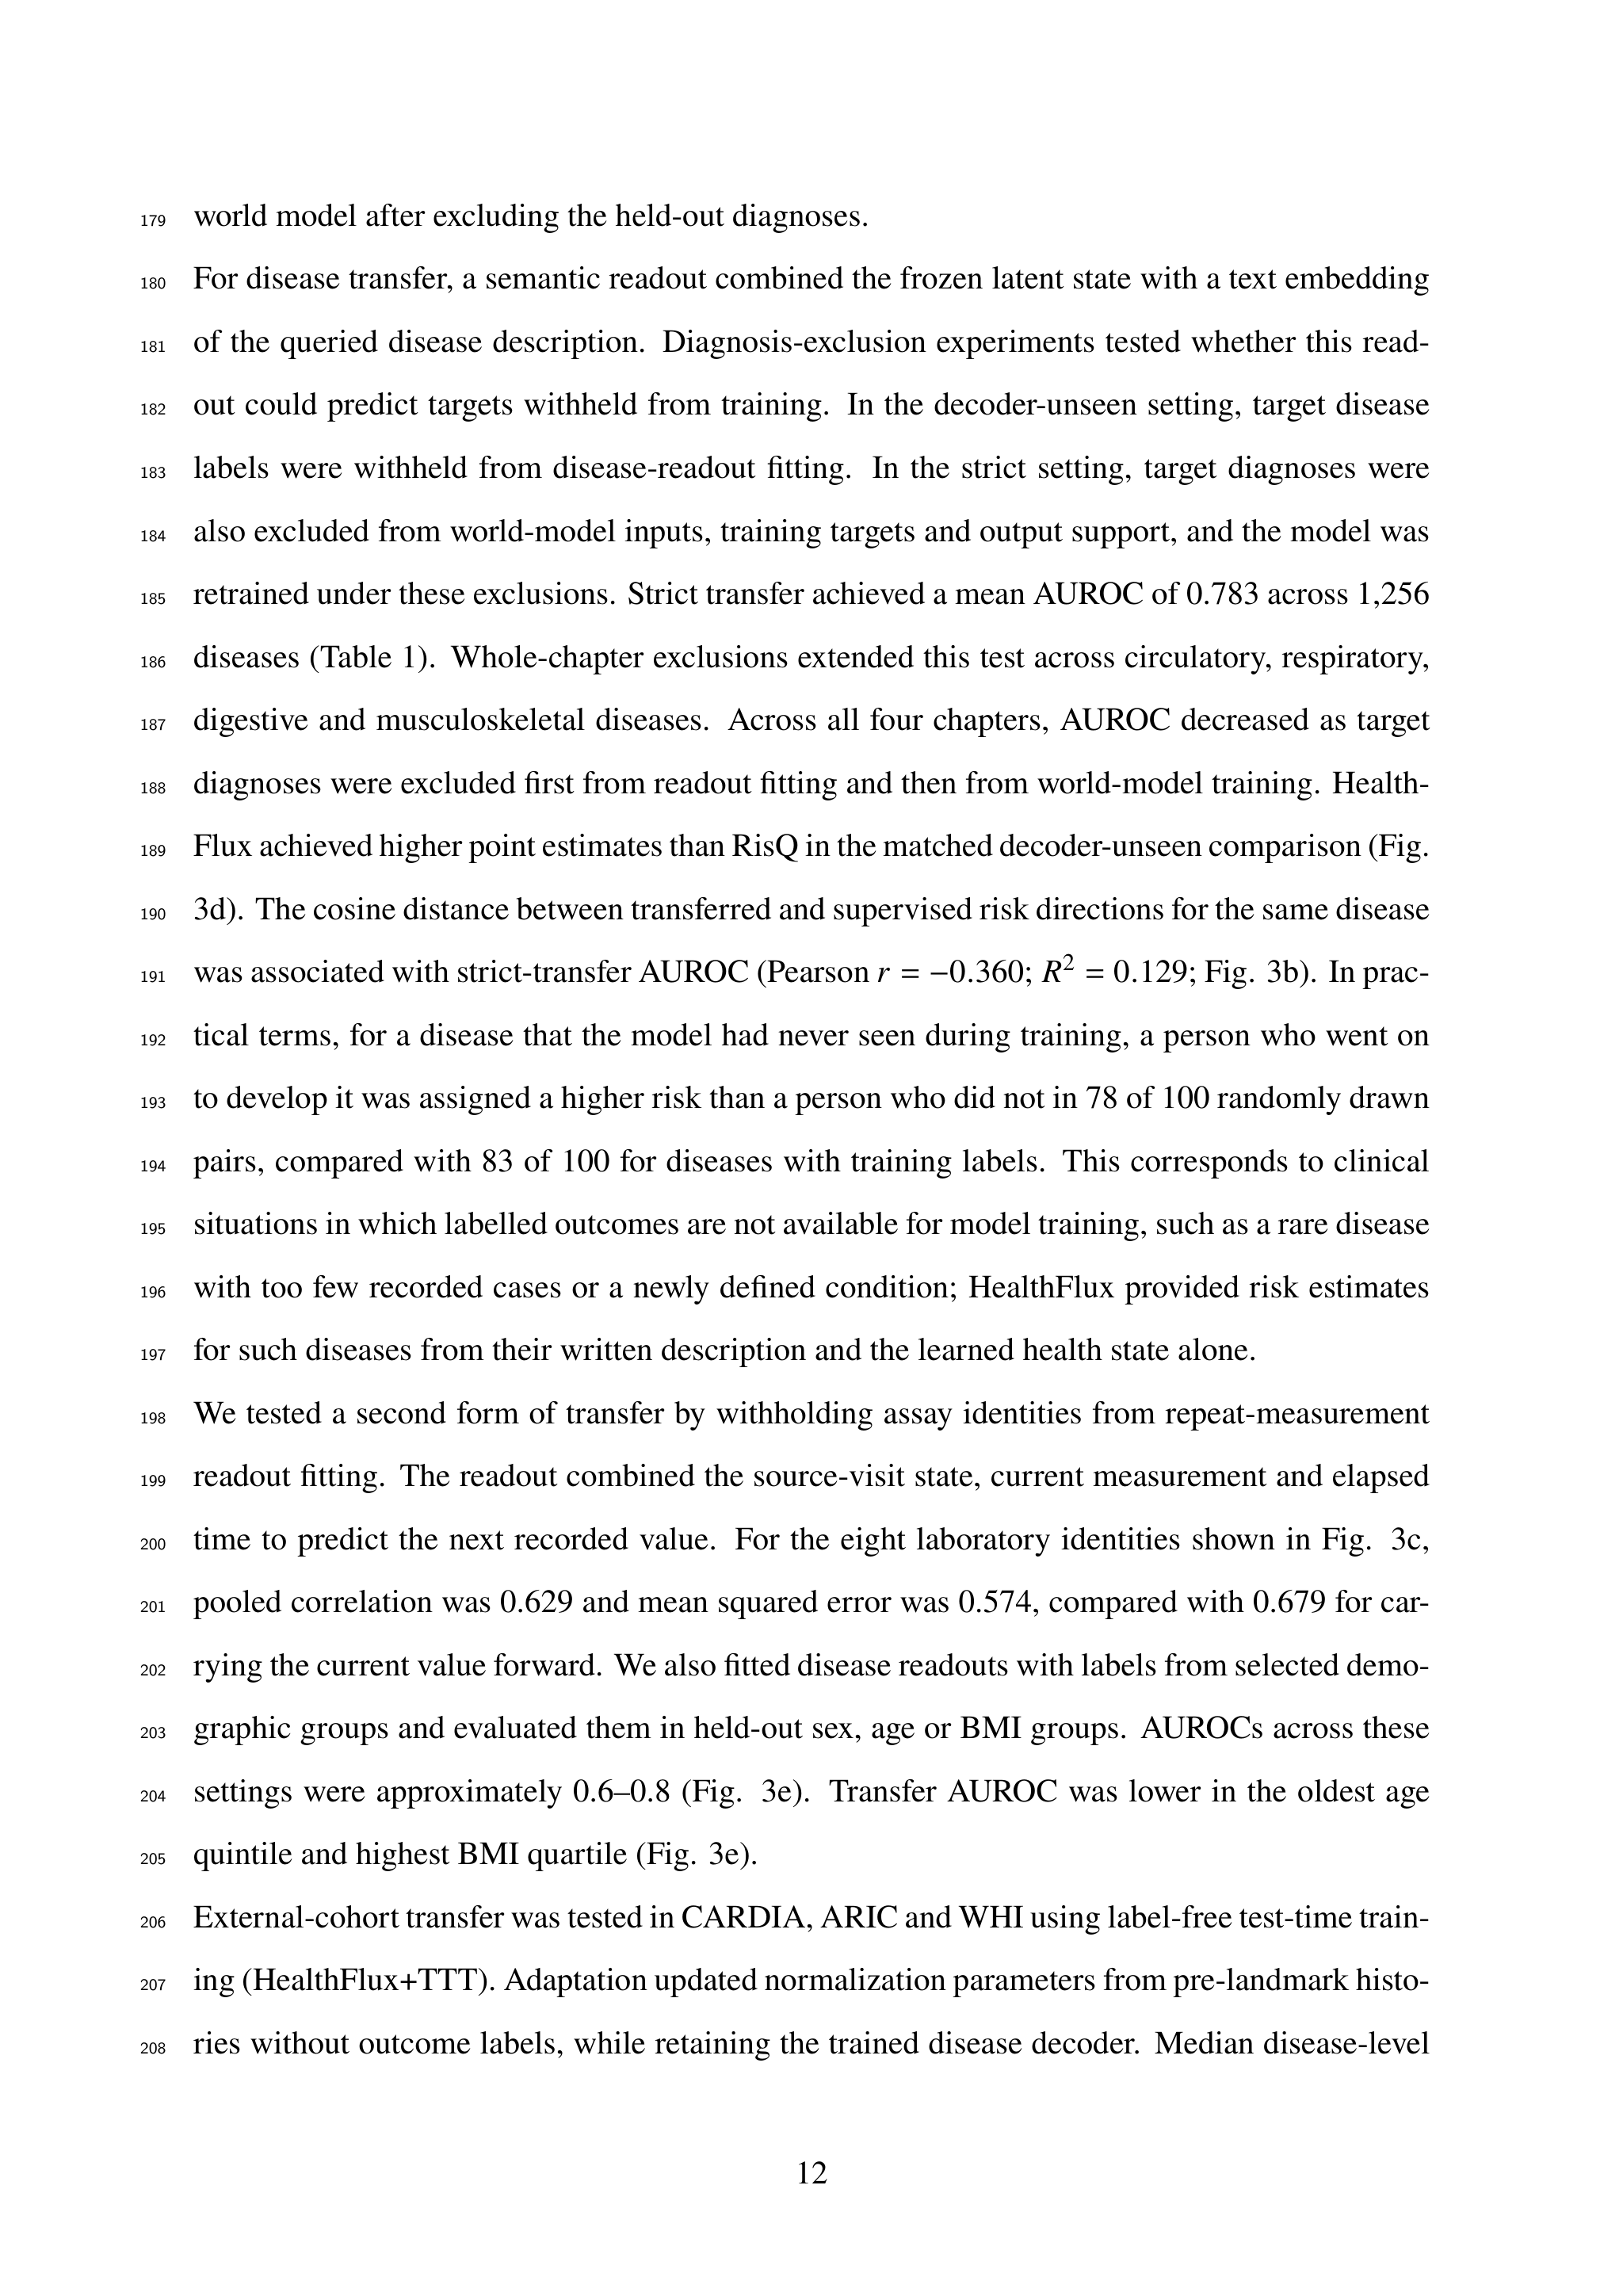 179 world model after excluding the held-out diagnoses.
180 For disease transfer, a semantic readout combined the frozen latent state with a text embedding
181 of the queried disease description. Diagnosis-exclusion experiments tested whether this read-
182 out could predict targets withheld from training. In the decoder-unseen setting, target disease
183 labels were withheld from disease-readout fitting. In the strict setting, target diagnoses were
184 also excluded from world-model inputs, training targets and output support, and the model was
185 retrained under these exclusions. Strict transfer achieved a mean AUROC of 0.783 across 1,256
186 diseases (Table 1). Whole-chapter exclusions extended this test across circulatory, respiratory,
187 digestive and musculoskeletal diseases. Across all four chapters, AUROC decreased as target
188 diagnoses were excluded first from readout fitting and then from world-model training. Health-
189 Flux achieved higher point estimates than RisQ in the matched decoder-unseen comparison (Fig.
190 3d). The cosine distance between transferred and supervised risk directions for the same disease
191 was associated with strict-transfer AUROC (Pearson r = −0.360; R² = 0.129; Fig. 3b). In prac-
192 tical terms, for a disease that the model had never seen during training, a person who went on
193 to develop it was assigned a higher risk than a person who did not in 78 of 100 randomly drawn
194 pairs, compared with 83 of 100 for diseases with training labels. This corresponds to clinical
195 situations in which labelled outcomes are not available for model training, such as a rare disease
196 with too few recorded cases or a newly defined condition; HealthFlux provided risk estimates
197 for such diseases from their written description and the learned health state alone.
198 We tested a second form of transfer by withholding assay identities from repeat-measurement
199 readout fitting. The readout combined the source-visit state, current measurement and elapsed
200 time to predict the next recorded value. For the eight laboratory identities shown in Fig. 3c,
201 pooled correlation was 0.629 and mean squared error was 0.574, compared with 0.679 for car-
202 rying the current value forward. We also fitted disease readouts with labels from selected demo-
203 graphic groups and evaluated them in held-out sex, age or BMI groups. AUROCs across these
204 settings were approximately 0.6–0.8 (Fig. 3e). Transfer AUROC was lower in the oldest age
205 quintile and highest BMI quartile (Fig. 3e).
206 External-cohort transfer was tested in CARDIA, ARIC and WHI using label-free test-time train-
207 ing (HealthFlux+TTT). Adaptation updated normalization parameters from pre-landmark histo-
208 ries without outcome labels, while retaining the trained disease decoder. Median disease-level
12